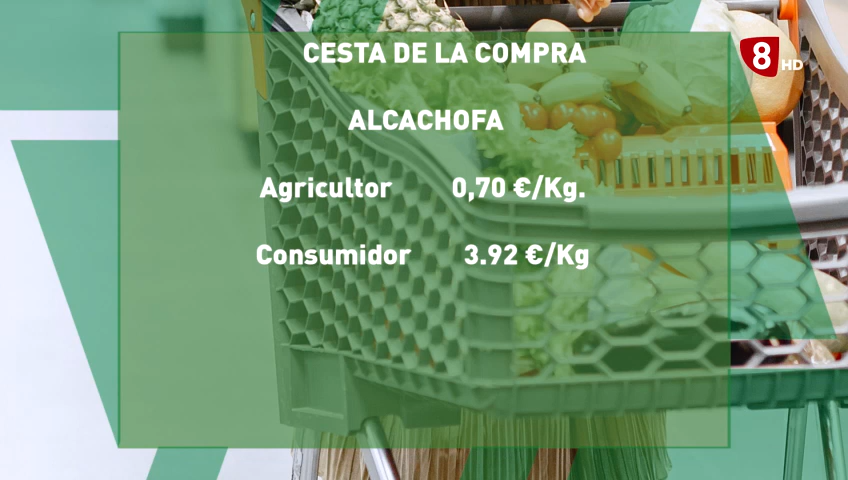 CESTA DE LA COMPRA
8 HD
ALCACHOFA
Agricultor 0,70 €/Kg.
Consumidor 3.92 €/Kg